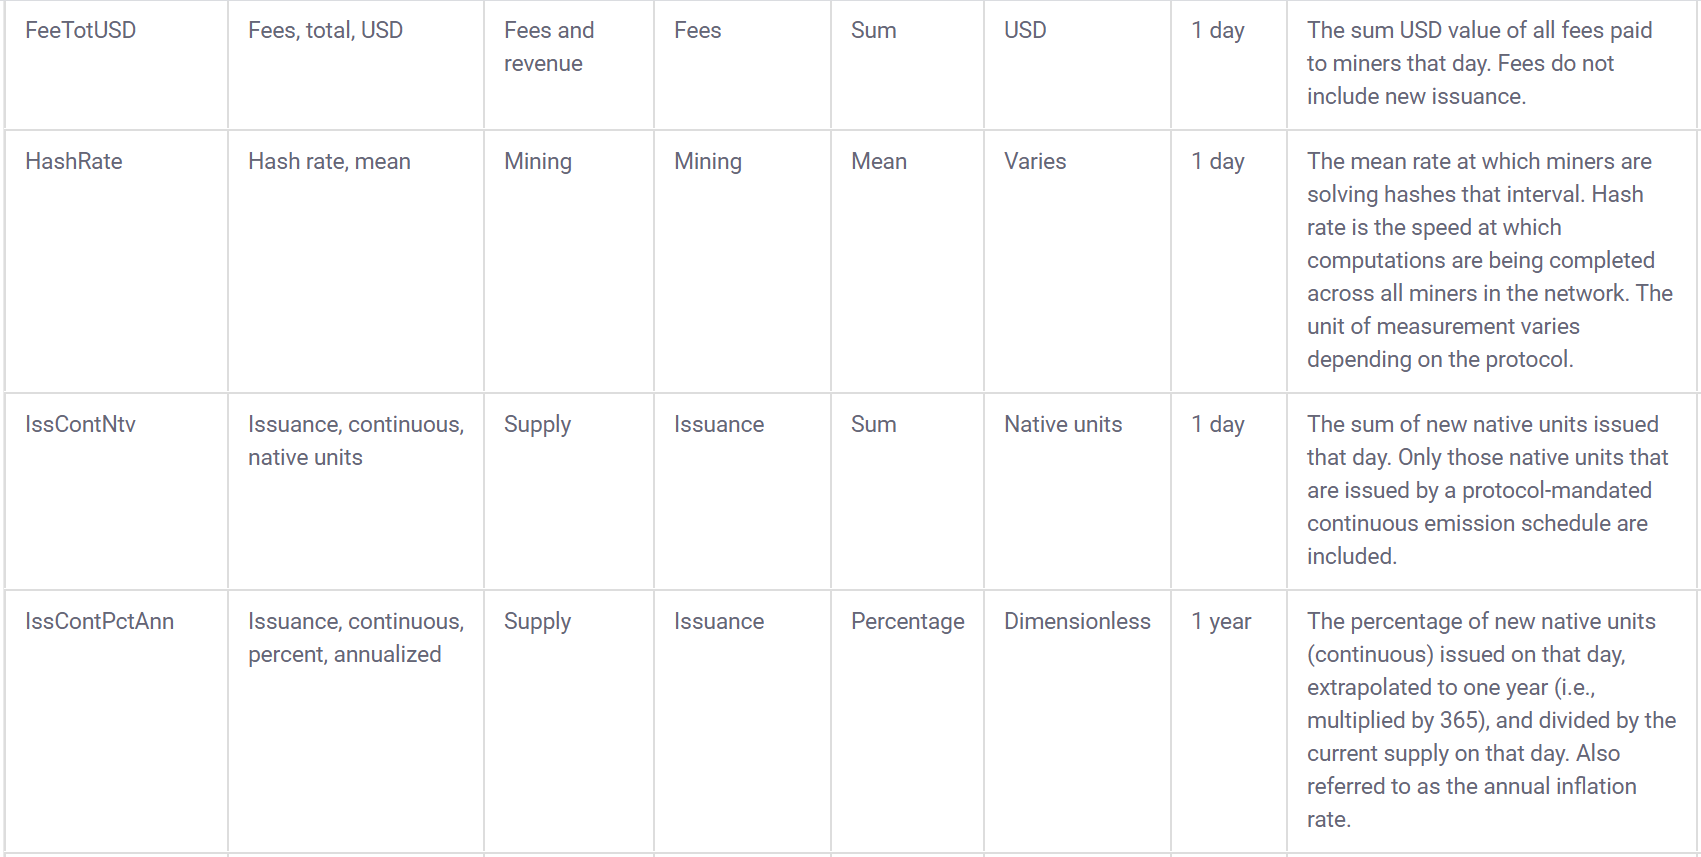 FeeTotUSD
Fees, total, USD
Fees and
revenue
Fees
Sum
USD
1 day
The sum USD value of all fees paid
to miners that day. Fees do not
include new issuance.
HashRate
Hash rate, mean
Mining
Mining
Mean
Varies
1 day
The mean rate at which miners are
solving hashes that interval. Hash
rate is the speed at which
computations are being completed
across all miners in the network. The
unit of measurement varies
depending on the protocol.
IssContNtv
Issuance, continuous,
native units
Supply
Issuance
Sum
Native units
1 day
The sum of new native units issued
that day. Only those native units that
are issued by a protocol-mandated
continuous emission schedule are
included.
IssContPctAnn
Issuance, continuous,
percent, annualized
Supply
Issuance
Percentage
Dimensionless
1 year
The percentage of new native units
(continuous) issued on that day,
extrapolated to one year (i.e.,
multiplied by 365), and divided by the
current supply on that day. Also
referred to as the annual inflation
rate.